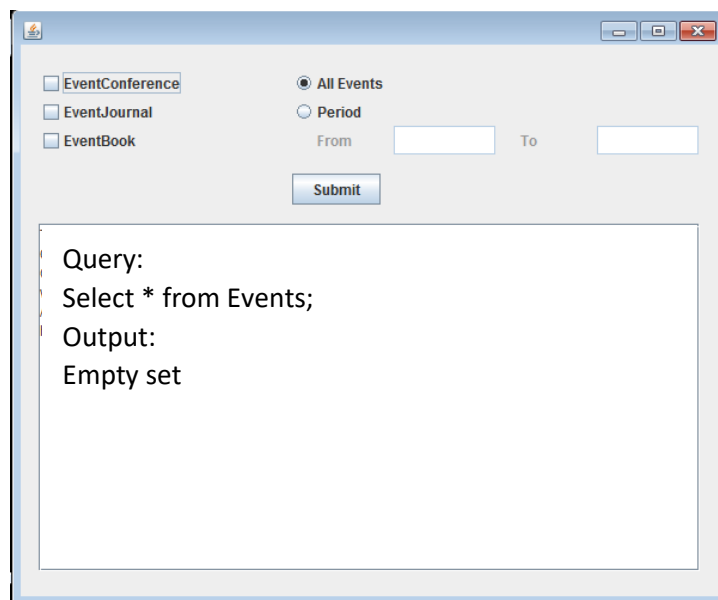 EventConference
All Events
EventJournal
Period
EventBook
From
To
Submit
Query:
Select * from Events;
Output:
Empty set